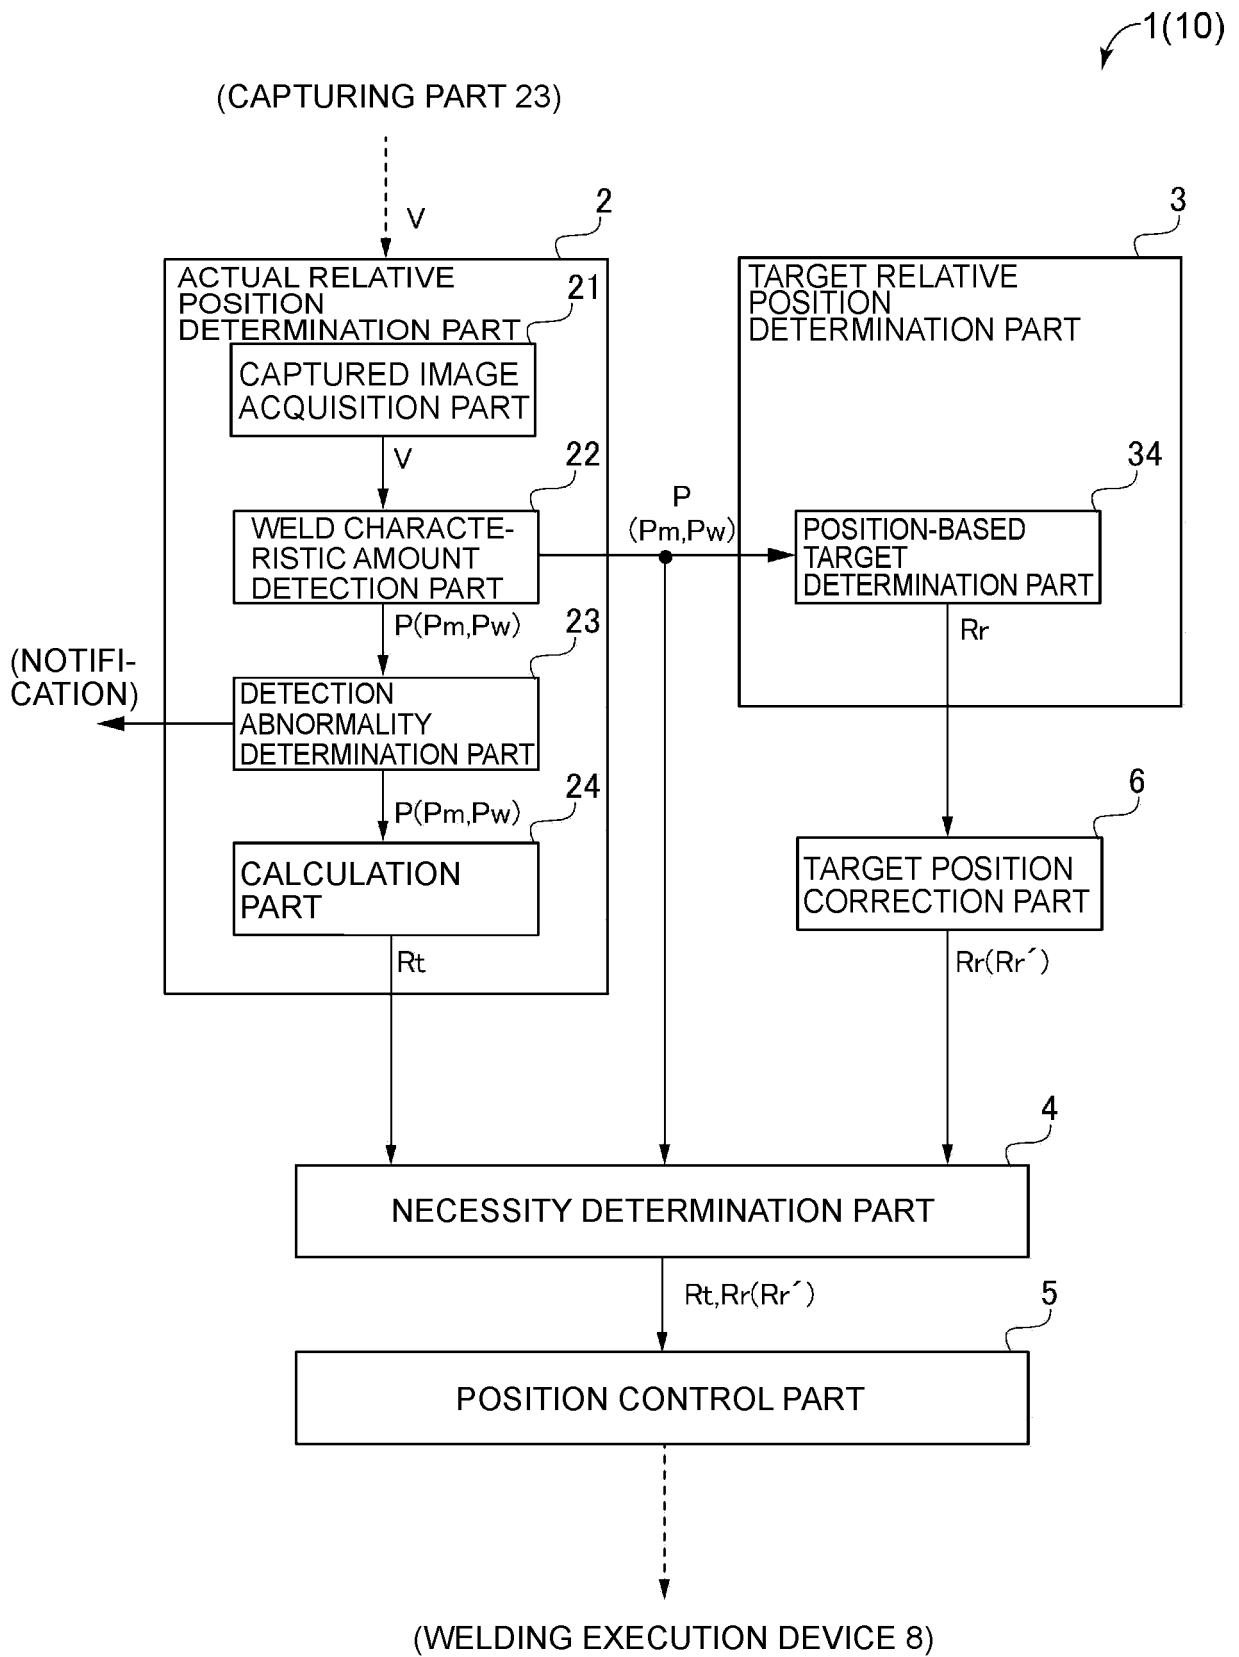 1(10)
(CAPTURING PART 23)
V
2
3
ACTUAL RELATIVE
POSITION
DETERMINATION PART
21
CAPTURED IMAGE
ACQUISITION PART
V
22
WELD CHARACTE-
RISTIC AMOUNT
DETECTION PART
P
(Pm,Pw)
TARGET RELATIVE
POSITION
DETERMINATION PART
34
POSITION-BASED
TARGET
DETERMINATION PART
Rr
P(Pm,Pw)
23
(NOTIFI-
CATION)
DETECTION
ABNORMALITY
DETERMINATION PART
P(Pm,Pw)
24
CALCULATION
PART
Rt
6
TARGET POSITION
CORRECTION PART
Rr(Rr´)
4
NECESSITY DETERMINATION PART
Rt,Rr(Rr´)
5
POSITION CONTROL PART
(WELDING EXECUTION DEVICE 8)